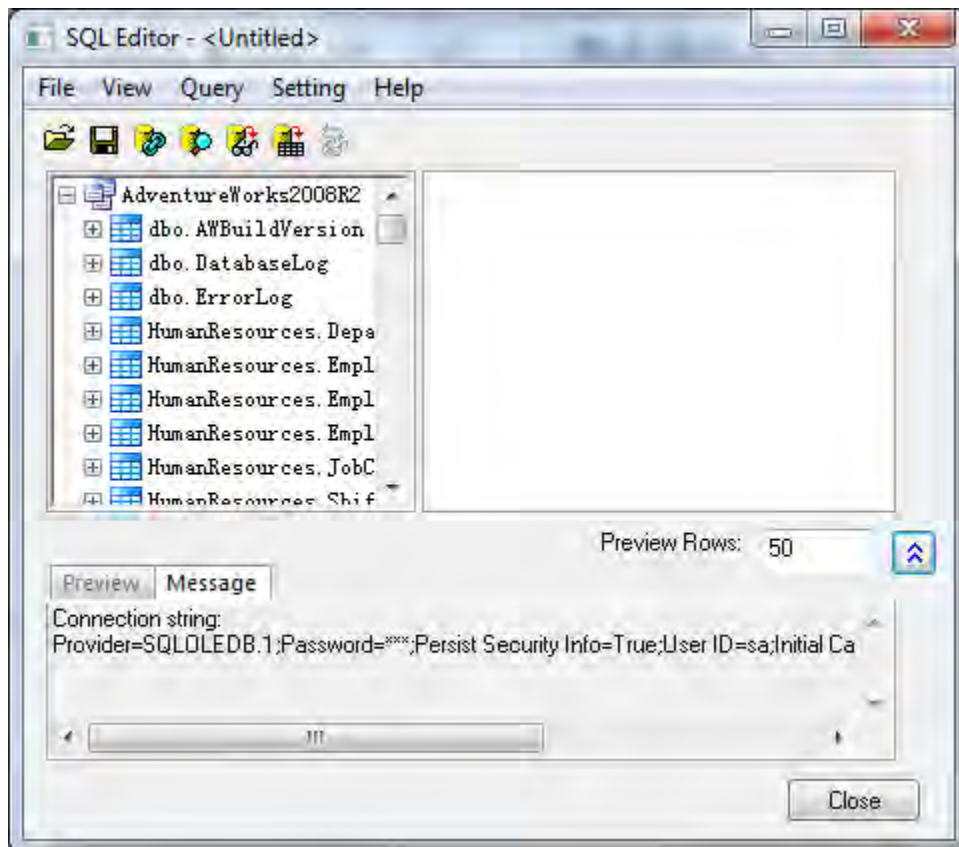 SQL Editor - <Untitled>
File View Query Setting Help
AdventureWorks2008R2
dbo.AWBuildVersion
dbo.DatabaseLog
dbo.ErrorLog
HumanResources.Depa
HumanResources.Empl
HumanResources.Empl
HumanResources.Empl
HumanResources.JobC
HumanResources.Shif
Preview Rows: 50
Preview Message
Connection string:
Provider=SQLOLEDB.1;Password=***;Persist Security Info=True;User ID=sa;Initial Ca
Close